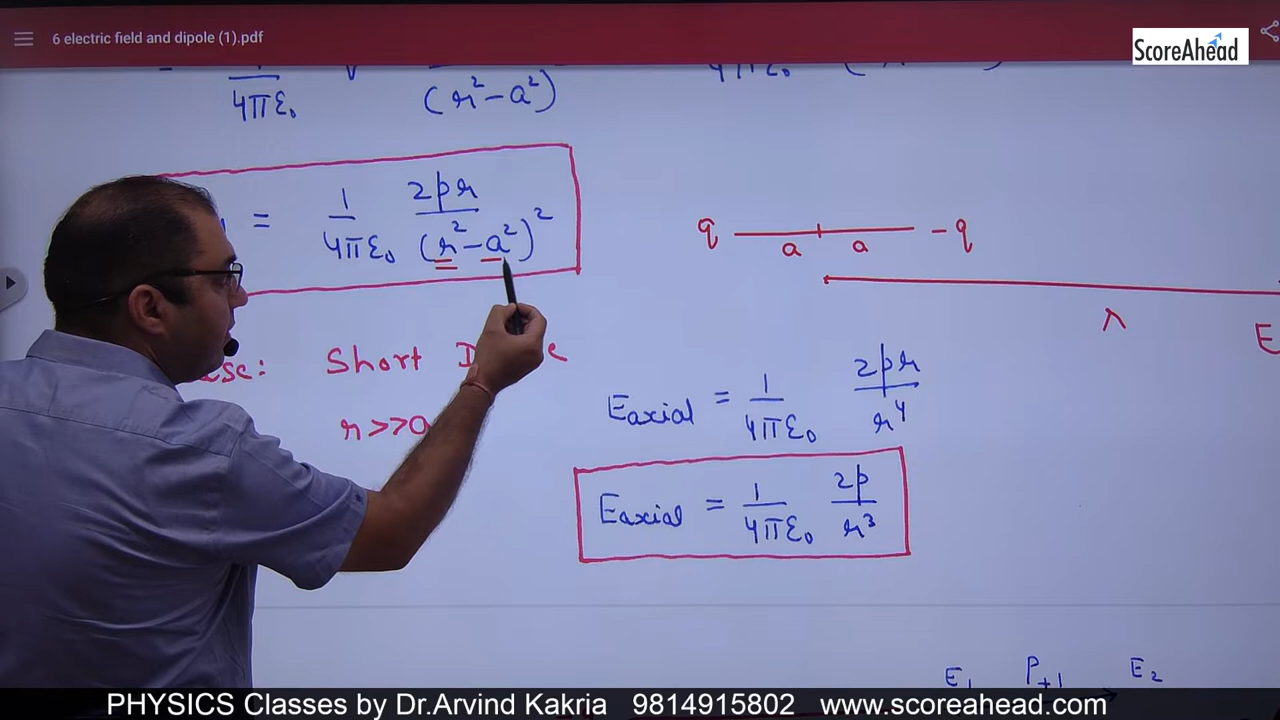 6 electric field and dipole (1).pdf
ScoreAhead
4πε₀
(r²-a²)
4πε₀
= 1/4πε₀ 2pr/(r²-a²)²
q a a -q
r
E
Short
r>>a
E axial = 1/4πε₀ 2pr/r⁴
E axial = 1/4πε₀ 2p/r³
E₁ P+1 E₂
PHYSICS Classes by Dr.Arvind Kakria 9814915802 www.scoreahead.com